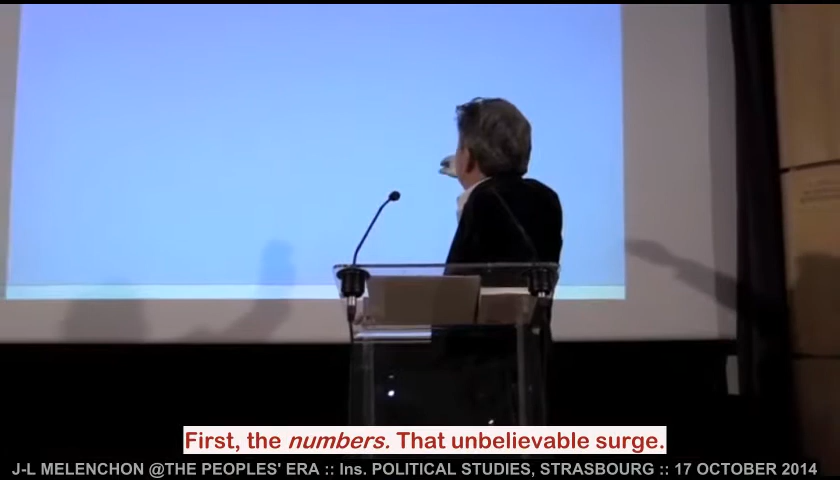 First, the numbers. That unbelievable surge.
J-L MELENCHON @THE PEOPLES' ERA :: Ins. POLITICAL STUDIES, STRASBOURG :: 17 OCTOBER 2014